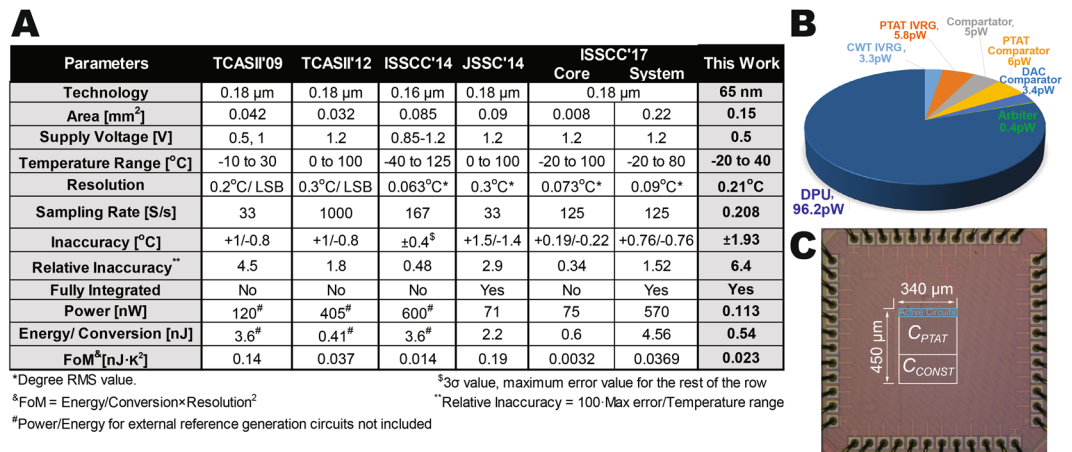 A
Parameters TCASII'09 TCASII'12 ISSCC'14 JSSC'14 ISSCC'17 This Work
Core System
Technology 0.18 µm 0.18 µm 0.16 µm 0.18 µm 0.18 µm 65 nm
Area [mm²] 0.042 0.032 0.085 0.09 0.008 0.22 0.15
Supply Voltage [V] 0.5, 1 1.2 0.85-1.2 1.2 1.2 1.2 0.5
Temperature Range [°C] -10 to 30 0 to 100 -40 to 125 0 to 100 -20 to 100 -20 to 80 -20 to 40
Resolution 0.2°C/ LSB 0.3°C/ LSB 0.063°C* 0.3°C* 0.073°C* 0.09°C* 0.21°C
Sampling Rate [S/s] 33 1000 167 33 125 125 0.208
Inaccuracy [°C] +1/-0.8 +1/-0.8 ±0.4$ +1.5/-1.4 +0.19/-0.22 +0.76/-0.76 ±1.93
Relative Inaccuracy** 4.5 1.8 0.48 2.9 0.34 1.52 6.4
Fully Integrated No No No Yes No Yes Yes
Power [nW] 120# 405# 600# 71 75 570 0.113
Energy/ Conversion [nJ] 3.6# 0.41# 3.6# 2.2 0.6 4.56 0.54
FoM&[nJ·K²] 0.14 0.037 0.014 0.19 0.0032 0.0369 0.023
*Degree RMS value.
$3σ value, maximum error value for the rest of the row
&FoM = Energy/Conversion×Resolution²
**Relative Inaccuracy = 100·Max error/Temperature range
#Power/Energy for external reference generation circuits not included
B
CWT IVRG,
3.3pW
PTAT IVRG,
5.8pW
Compartator,
5pW
PTAT
Comparator
6pW
DAC
Comparator
3.4pW
Arbiter
0.4pW
DPU,
96.2pW
C
340 µm
450 µm
Active Circuits
CPTAT
CCONST